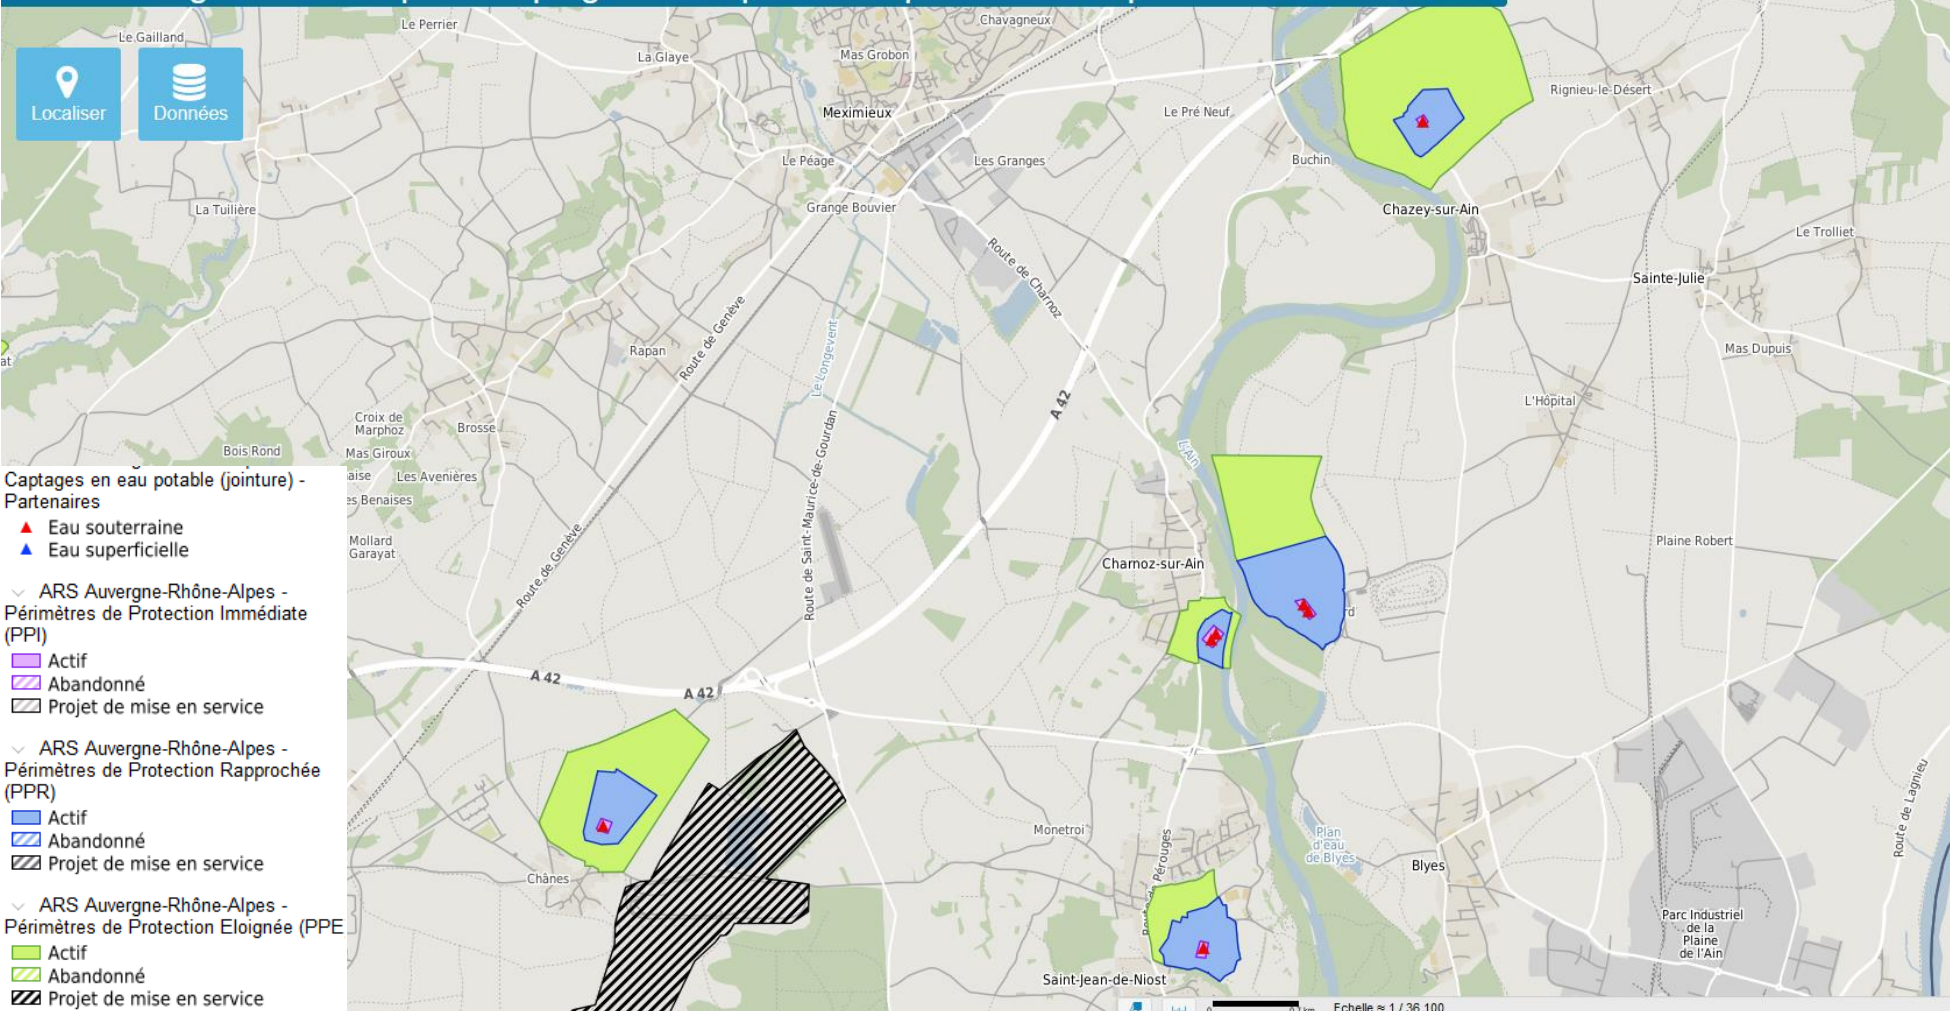 Le Gailland
Le Perrier
Chavagneux
La Glaye
Mas Grobon
Localiser
Données
Meximieux
Le Pré Neuf
Rignieu-le-Désert
Le Péage
Les Granges
Buchin
La Tuilière
Grange Bouvier
Chazey-sur-Ain
Le Trolliet
Route de Charnoz
Sainte-Julie
Route de Genève
Le Longevent
Rapan
Mas Dupuis
at
A 42
L'Hôpital
Croix de
Marphoz
Brosse
Route de Saint-Maurice-de-Gourdan
L'Ain
Bois Rond
Mas Giroux
aise
Les Avenières
es Benaises
Captages en eau potable (jointure) -
Partenaires
Eau souterraine
Eau superficielle
Mollard
Garayat
Route de Genève
Plaine Robert
Charnoz-sur-Ain
rd
ARS Auvergne-Rhône-Alpes -
Périmètres de Protection Immédiate
(PPI)
Actif
Abandonné
Projet de mise en service
A 42
A 42
ARS Auvergne-Rhône-Alpes -
Périmètres de Protection Rapprochée
(PPR)
Actif
Abandonné
Projet de mise en service
Route de Lagnieu
Monetroi
Plan
d'eau
de Blyes
Blyes
Chânes
Pérouges
ARS Auvergne-Rhône-Alpes -
Périmètres de Protection Eloignée (PPE
Actif
Abandonné
Projet de mise en service
Parc Industriel
de la
Plaine
de l'Ain
Saint-Jean-de-Niost
Echelle ≈ 1 / 36 100